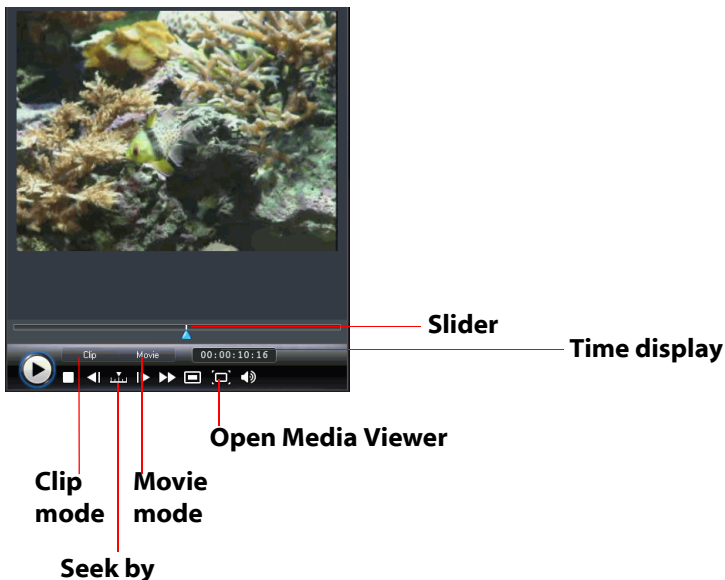 Slider
Clip Movie 00:00:10:16
Time display
Open Media Viewer
Clip mode
Movie mode
Seek by